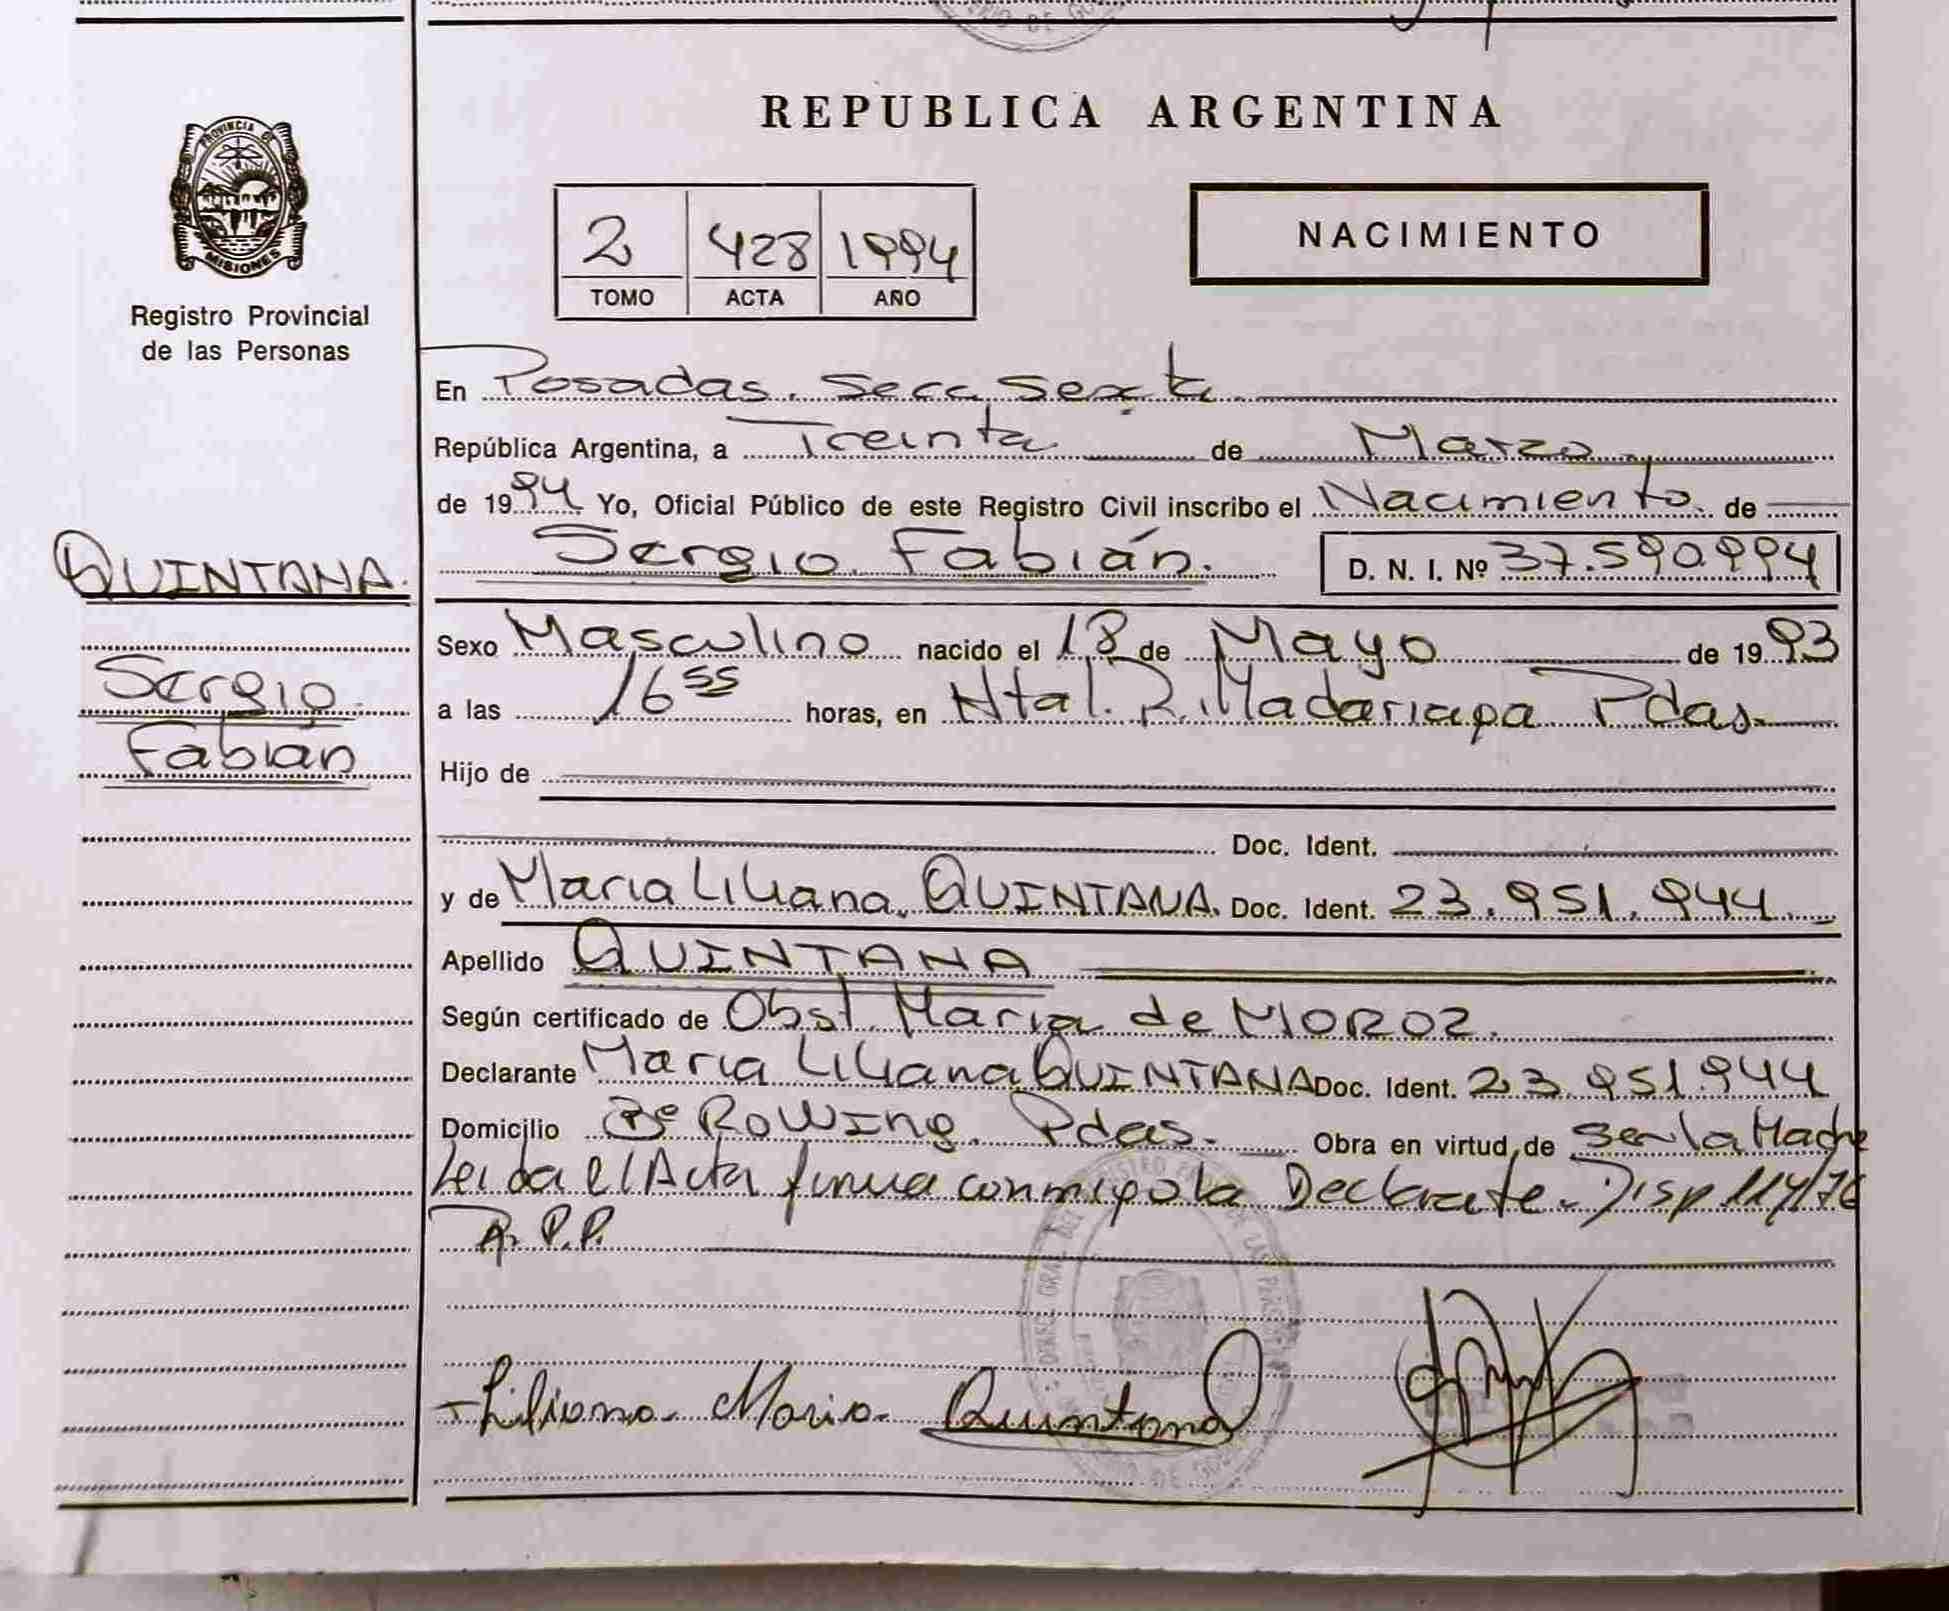 REPUBLICA ARGENTINA
PROVINCIA DE
MISIONES
Registro Provincial
de las Personas
2 428 1994
TOMO ACTA AÑO
NACIMIENTO
En Posadas. Secc Sexta
República Argentina, a Treinta de Marzo
de 1994 Yo, Oficial Público de este Registro Civil inscribo el Nacimiento de
QUINTANA.
Sergio Fabián. D. N. I. Nº 37.590.994
Sexo Masculino nacido el 18 de Mayo de 1993
Sergio
a las 16 55 horas, en Htal. R. Madariaga Pdas.
Fabián
Hijo de
Doc. Ident.
y de Maria Liliana. QUINTANA. Doc. Ident. 23.951.944
Apellido QUINTANA
Según certificado de Obst. Maria de MOROZ.
Declarante Maria Liliana QUINTANA Doc. Ident. 23.951.944
Domicilio Bº Rowing. Pdas. Obra en virtud de ser la Madre
Leida el Acta firma conmigo la Declarate. Disp 114/76
R. P. P.
Liliana Maria Quintana